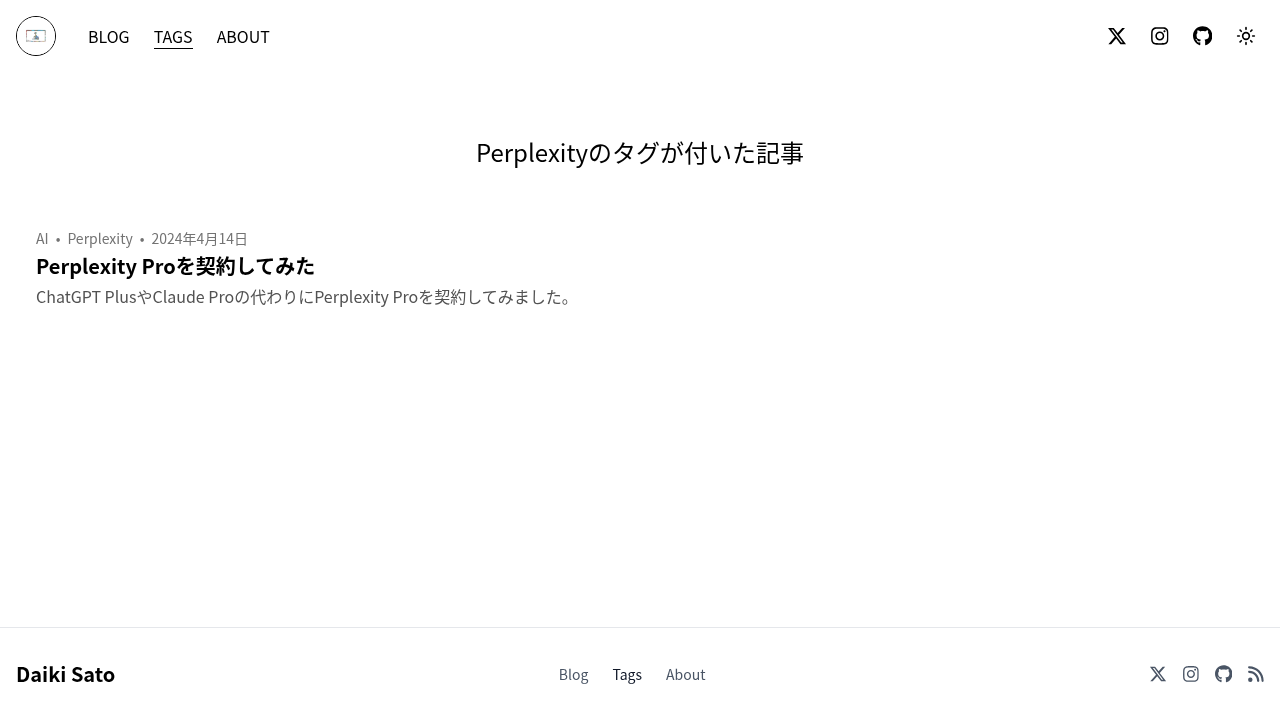 BLOG TAGS ABOUT
Perplexityのタグが付いた記事
AI • Perplexity • 2024年4月14日
Perplexity Proを契約してみた
ChatGPT PlusやClaude Proの代わりにPerplexity Proを契約してみました。
Daiki Sato
Blog Tags About